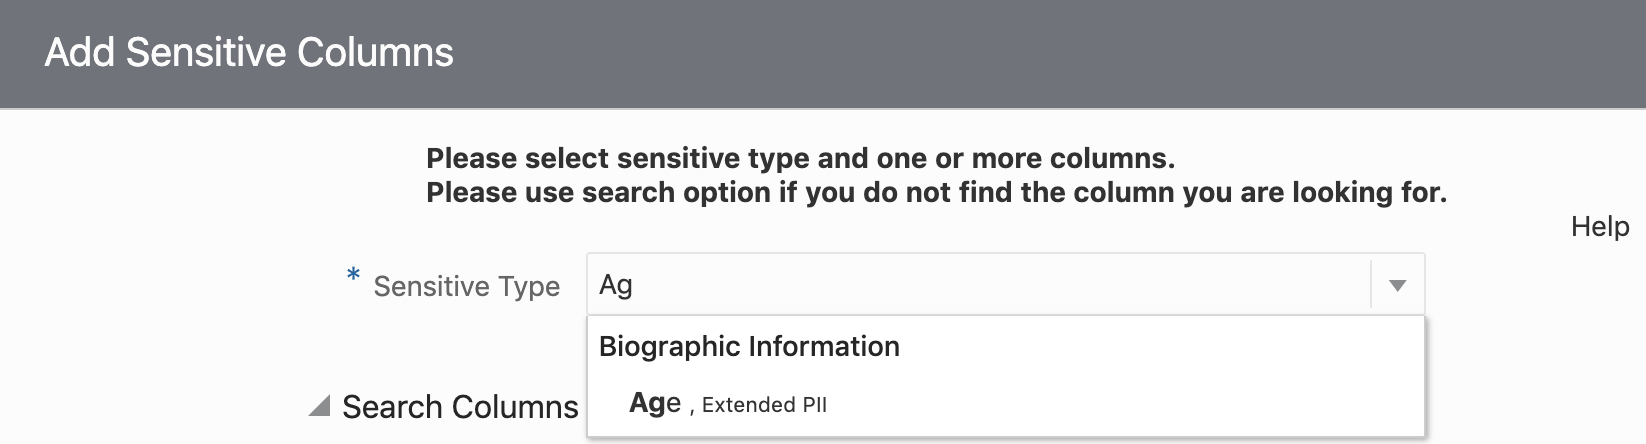 Add Sensitive Columns
Please select sensitive type and one or more columns.
Please use search option if you do not find the column you are looking for.
Help
* Sensitive Type Ag
Biographic Information
Age , Extended PII
Search Columns